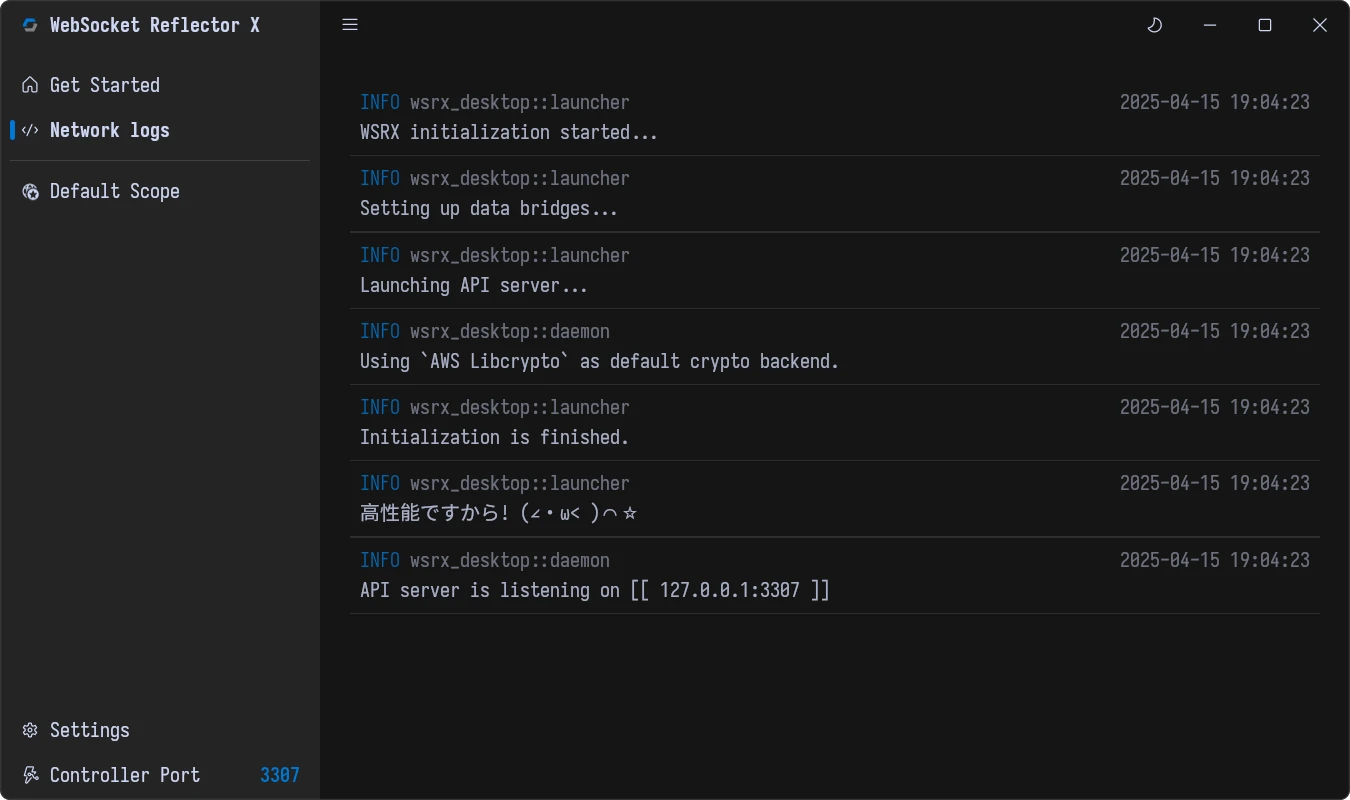 WebSocket Reflector X
Get Started
Network logs
Default Scope
Settings
Controller Port 3307
INFO wsrx_desktop::launcher 2025-04-15 19:04:23
WSRX initialization started...
INFO wsrx_desktop::launcher 2025-04-15 19:04:23
Setting up data bridges...
INFO wsrx_desktop::launcher 2025-04-15 19:04:23
Launching API server...
INFO wsrx_desktop::daemon 2025-04-15 19:04:23
Using `AWS Libcrypto` as default crypto backend.
INFO wsrx_desktop::launcher 2025-04-15 19:04:23
Initialization is finished.
INFO wsrx_desktop::launcher 2025-04-15 19:04:23
高性能ですから! (∠・ω< )⌒☆
INFO wsrx_desktop::daemon 2025-04-15 19:04:23
API server is listening on [[ 127.0.0.1:3307 ]]